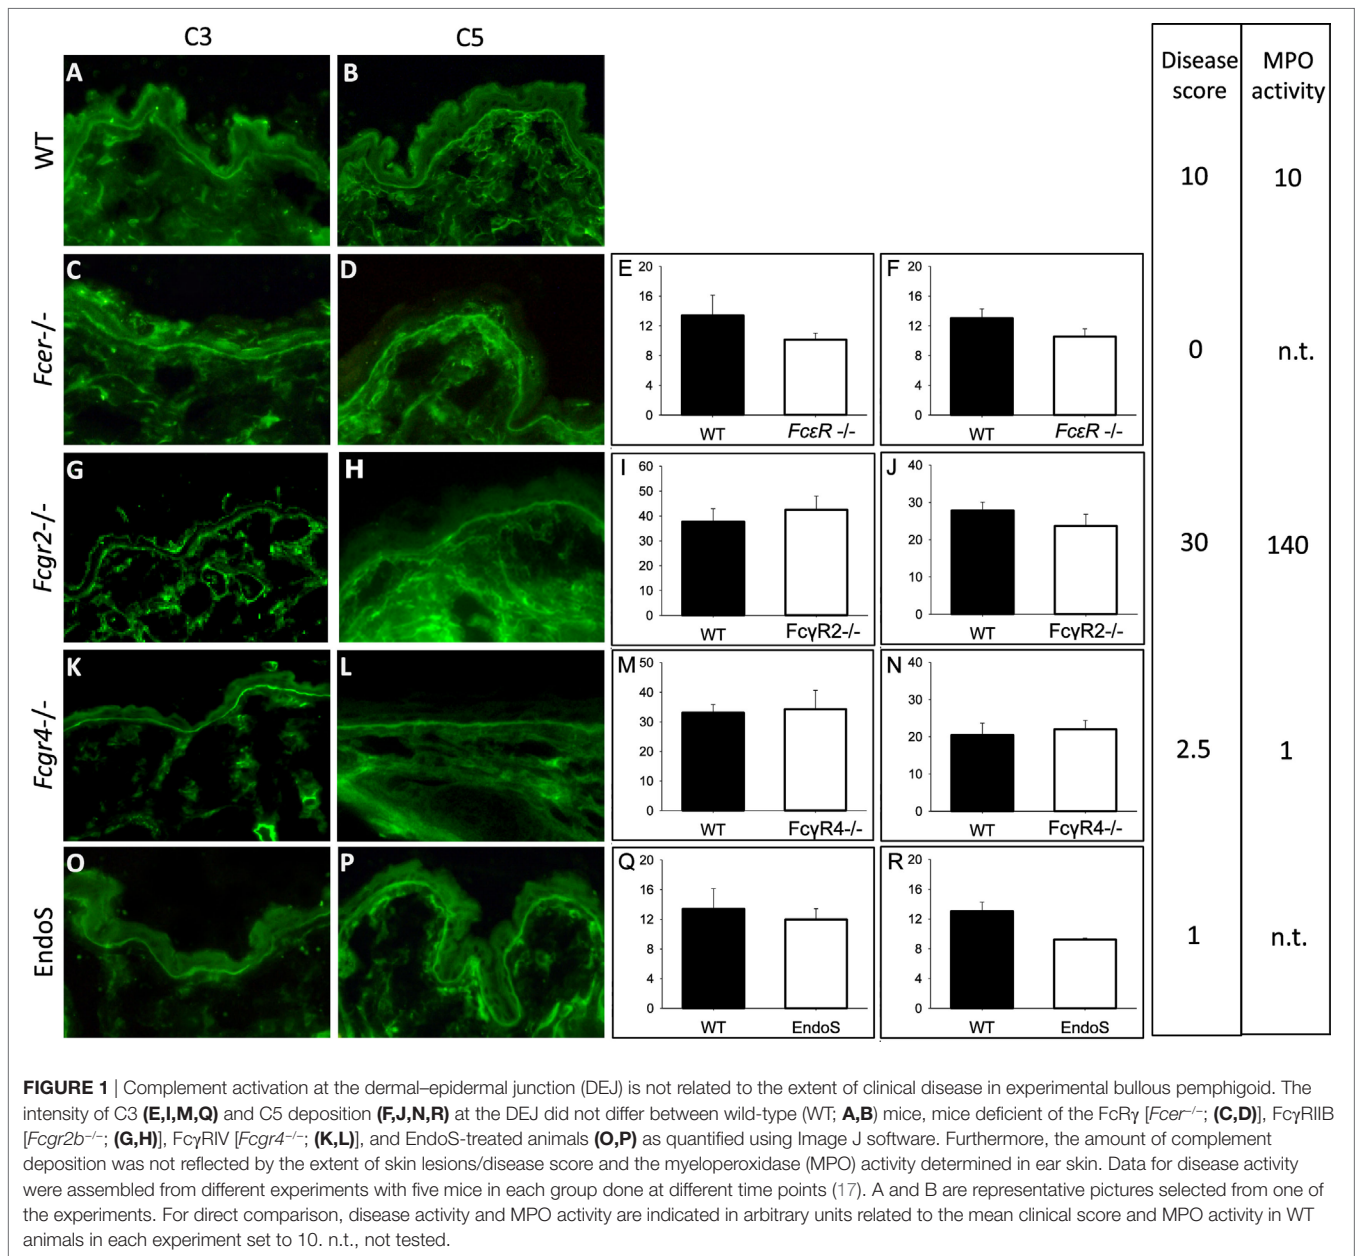 C3
C5
Disease
score
MPO
activity
WT
A
B
10
10
Fcer-/-
C
D
E
20
16
12
8
4
0
WT
FcεR -/-
F
20
16
12
8
4
0
WT
FcεR -/-
0
n.t.
Fcgr2-/-
G
H
I
60
50
40
30
20
10
0
WT
FcγR2-/-
J
40
30
20
10
0
WT
FcγR2-/-
30
140
Fcgr4-/-
K
L
M
50
40
30
20
10
0
WT
FcγR4-/-
N
40
30
20
10
0
WT
FcγR4-/-
2.5
1
EndoS
O
P
Q
20
16
12
8
4
0
WT
EndoS
R
20
16
12
8
4
0
WT
EndoS
1
n.t.
FIGURE 1 | Complement activation at the dermal–epidermal junction (DEJ) is not related to the extent of clinical disease in experimental bullous pemphigoid. The
intensity of C3 (E,I,M,Q) and C5 deposition (F,J,N,R) at the DEJ did not differ between wild-type (WT; A,B) mice, mice deficient of the FcRγ [Fcer−/−; (C,D)], FcγRIIB
[Fcgr2b−/−; (G,H)], FcγRIV [Fcgr4−/−; (K,L)], and EndoS-treated animals (O,P) as quantified using Image J software. Furthermore, the amount of complement
deposition was not reflected by the extent of skin lesions/disease score and the myeloperoxidase (MPO) activity determined in ear skin. Data for disease activity
were assembled from different experiments with five mice in each group done at different time points (17). A and B are representative pictures selected from one of
the experiments. For direct comparison, disease activity and MPO activity are indicated in arbitrary units related to the mean clinical score and MPO activity in WT
animals in each experiment set to 10. n.t., not tested.